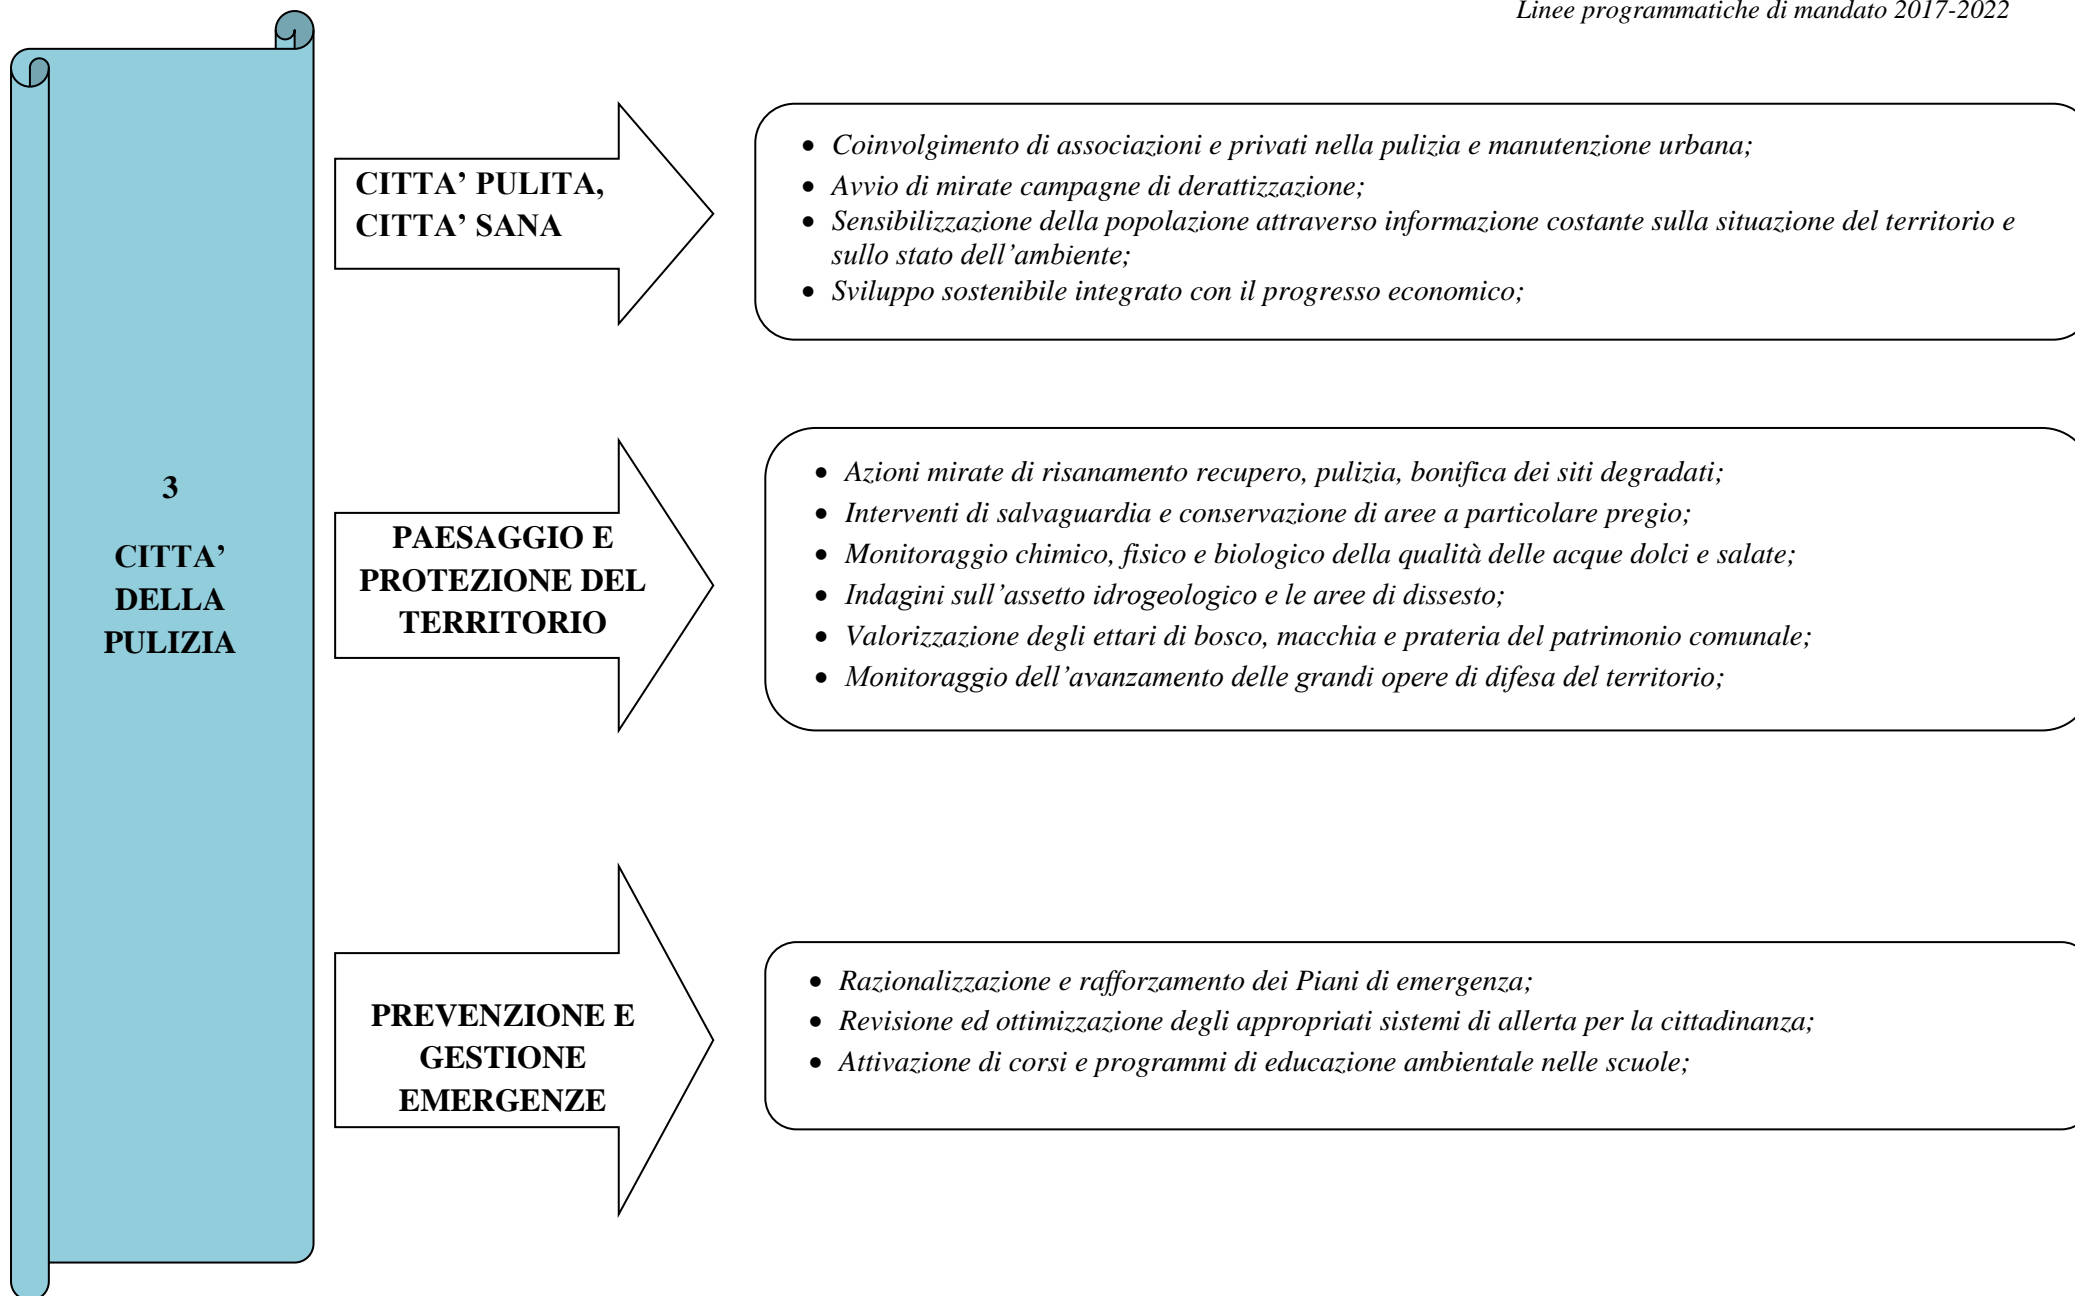 Linee programmatiche di mandato 2017-2022
3
CITTA’
DELLA
PULIZIA
CITTA’ PULITA,
CITTA’ SANA
• Coinvolgimento di associazioni e privati nella pulizia e manutenzione urbana;
• Avvio di mirate campagne di derattizzazione;
• Sensibilizzazione della popolazione attraverso informazione costante sulla situazione del territorio e
sullo stato dell’ambiente;
• Sviluppo sostenibile integrato con il progresso economico;
PAESAGGIO E
PROTEZIONE DEL
TERRITORIO
• Azioni mirate di risanamento recupero, pulizia, bonifica dei siti degradati;
• Interventi di salvaguardia e conservazione di aree a particolare pregio;
• Monitoraggio chimico, fisico e biologico della qualità delle acque dolci e salate;
• Indagini sull’assetto idrogeologico e le aree di dissesto;
• Valorizzazione degli ettari di bosco, macchia e prateria del patrimonio comunale;
• Monitoraggio dell’avanzamento delle grandi opere di difesa del territorio;
PREVENZIONE E
GESTIONE
EMERGENZE
• Razionalizzazione e rafforzamento dei Piani di emergenza;
• Revisione ed ottimizzazione degli appropriati sistemi di allerta per la cittadinanza;
• Attivazione di corsi e programmi di educazione ambientale nelle scuole;